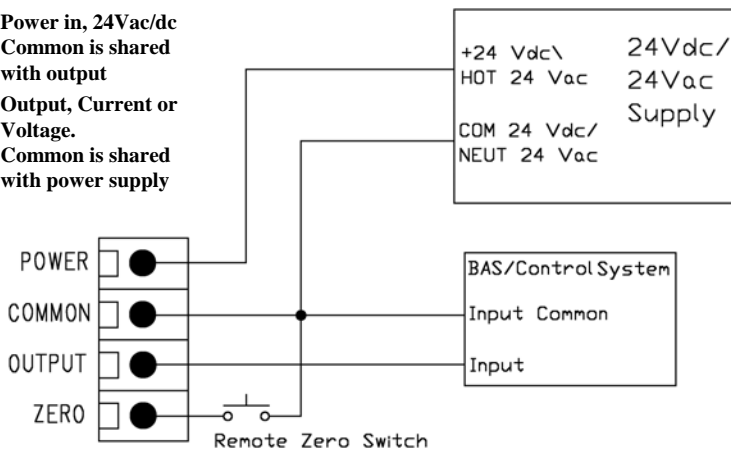 Power in, 24Vac/dc
Common is shared
with output
Output, Current or
Voltage.
Common is shared
with power supply
+24 Vdc\
HOT 24 Vac
COM 24 Vdc/
NEUT 24 Vac
24Vdc/
24Vac
Supply
POWER
COMMON
OUTPUT
ZERO
BAS/Control System
Input Common
Input
Remote Zero Switch